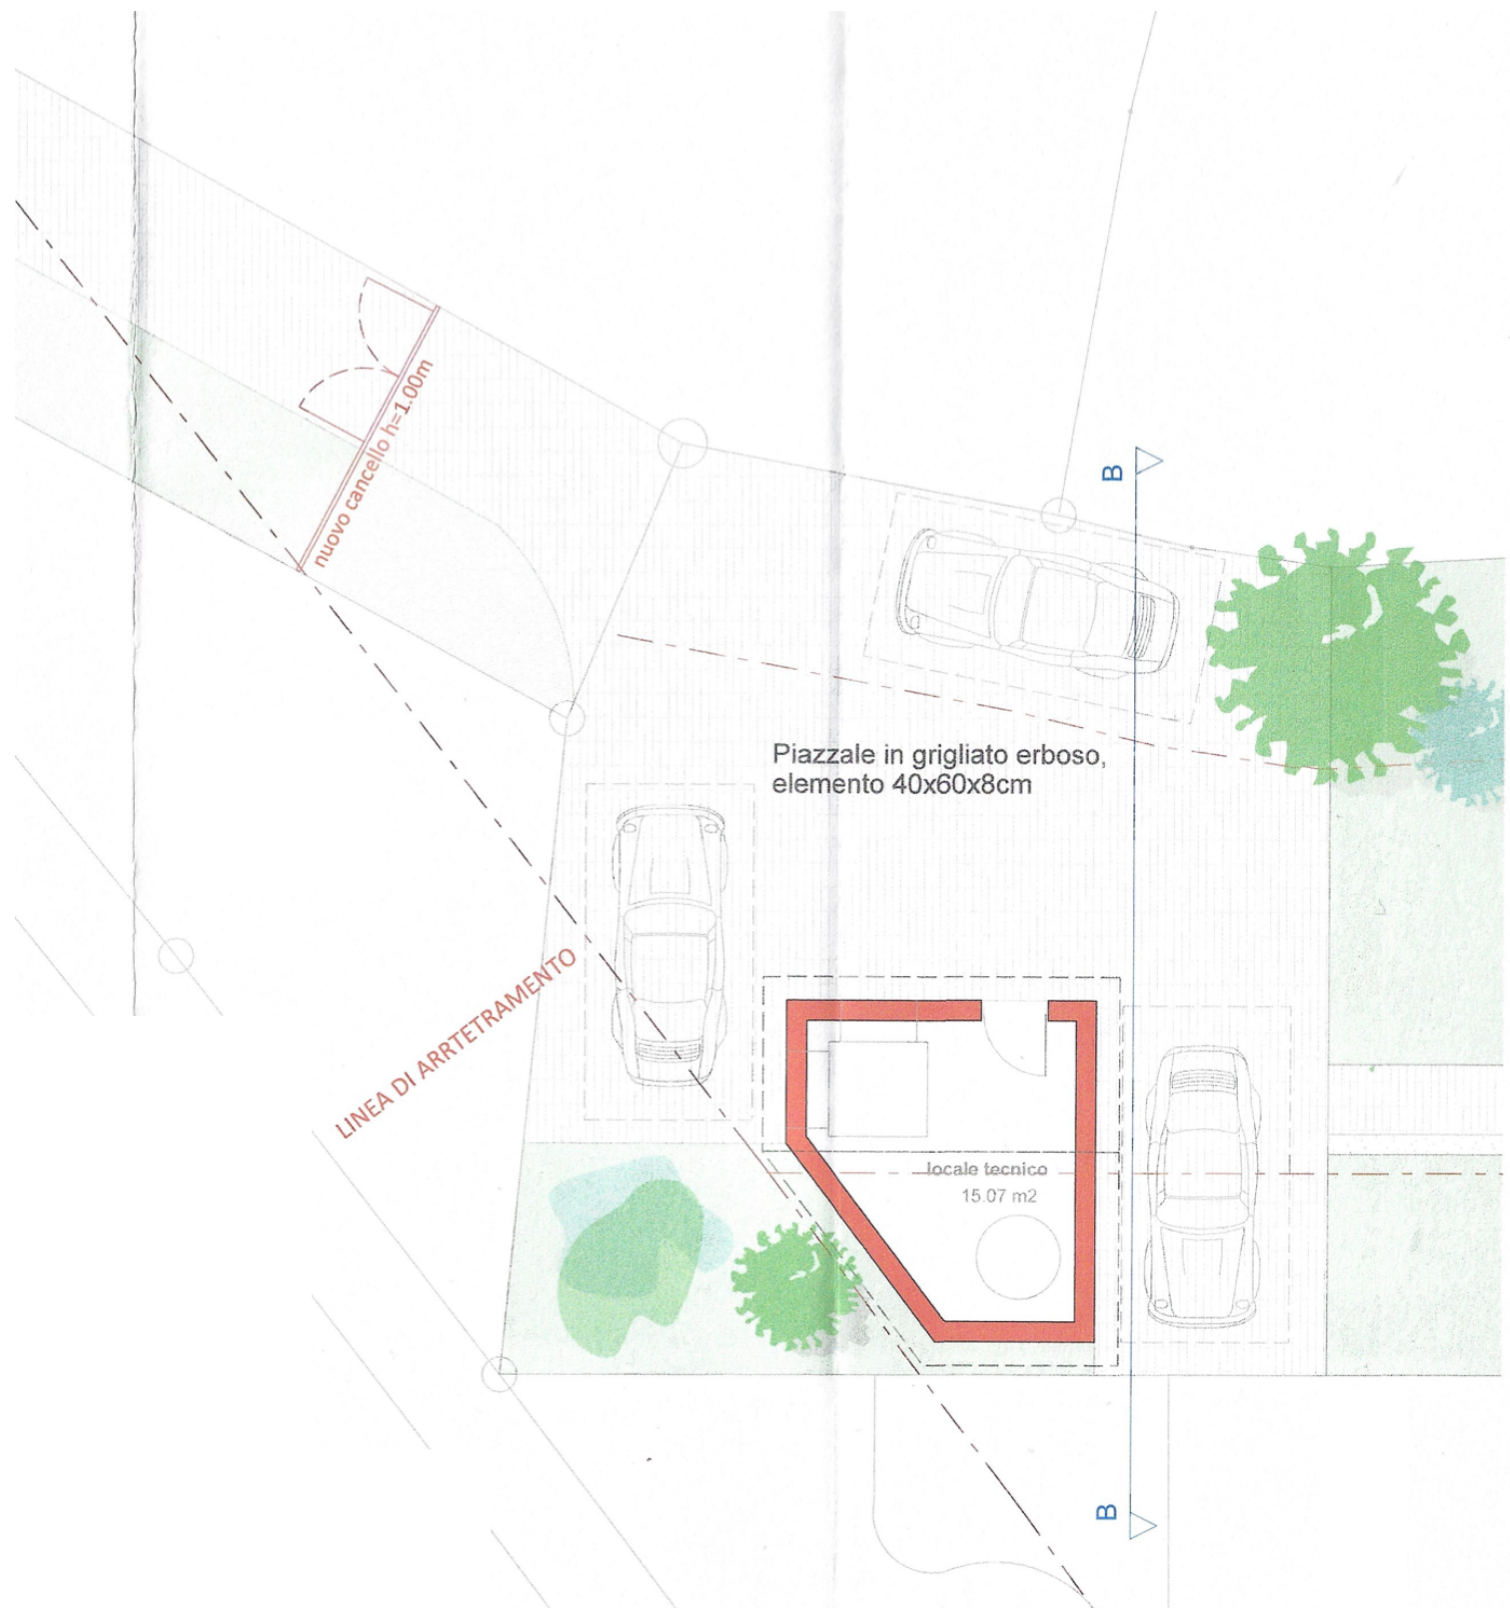 nuovo cancello h=1.00m
B
Piazzale in grigliato erboso,
elemento 40x60x8cm
LINEA DI ARRTETRAMENTO
locale tecnico
15.07 m2
B